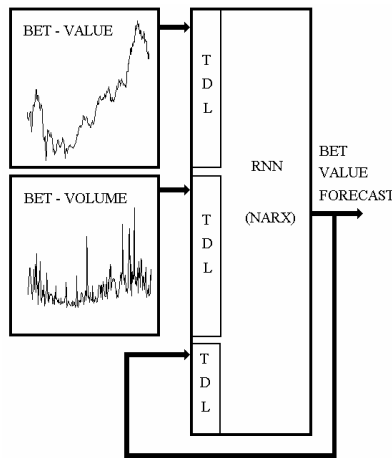 BET - VALUE
T
D
L
RNN
(NARX)
BET
VALUE
FORECAST
BET - VOLUME
T
D
L
T
D
L